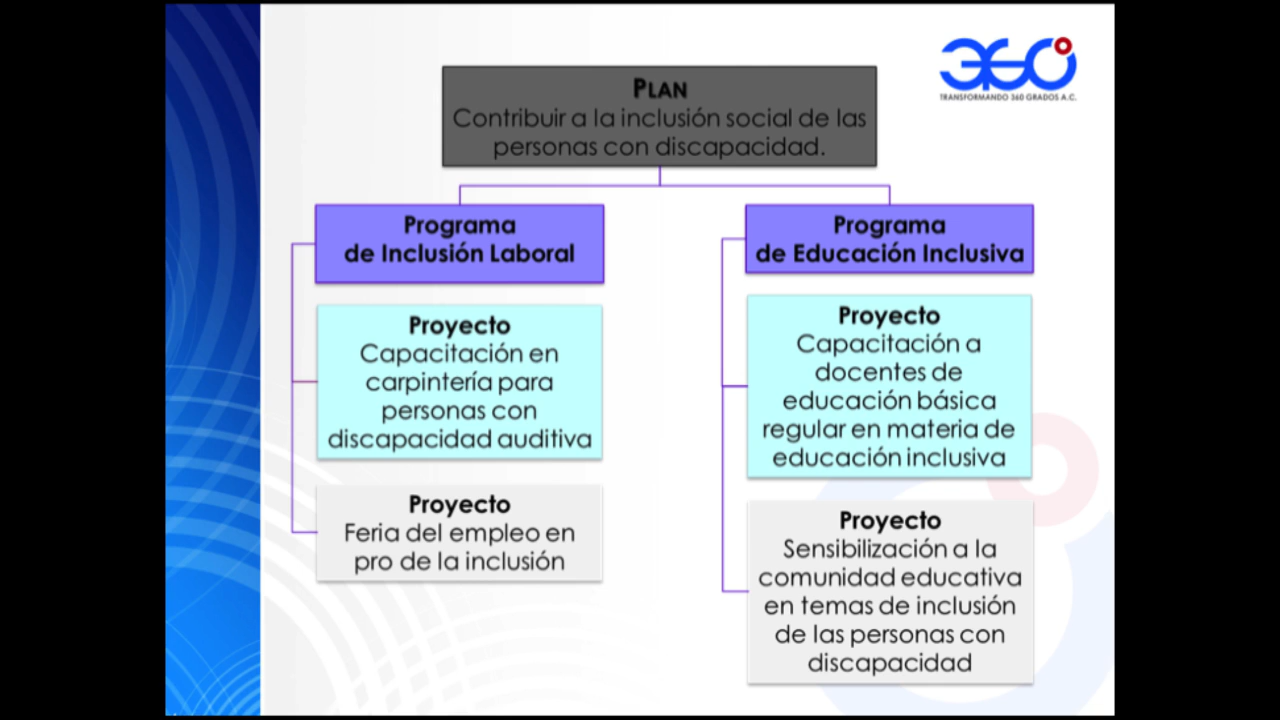 360°
TRANSFORMANDO 360 GRADOS A.C.
PLAN
Contribuir a la inclusión social de las
personas con discapacidad.
Programa
de Inclusión Laboral
Proyecto
Capacitación en
carpintería para
personas con
discapacidad auditiva
Proyecto
Feria del empleo en
pro de la inclusión
Programa
de Educación Inclusiva
Proyecto
Capacitación a
docentes de
educación básica
regular en materia de
educación inclusiva
Proyecto
Sensibilización a la
comunidad educativa
en temas de inclusión
de las personas con
discapacidad